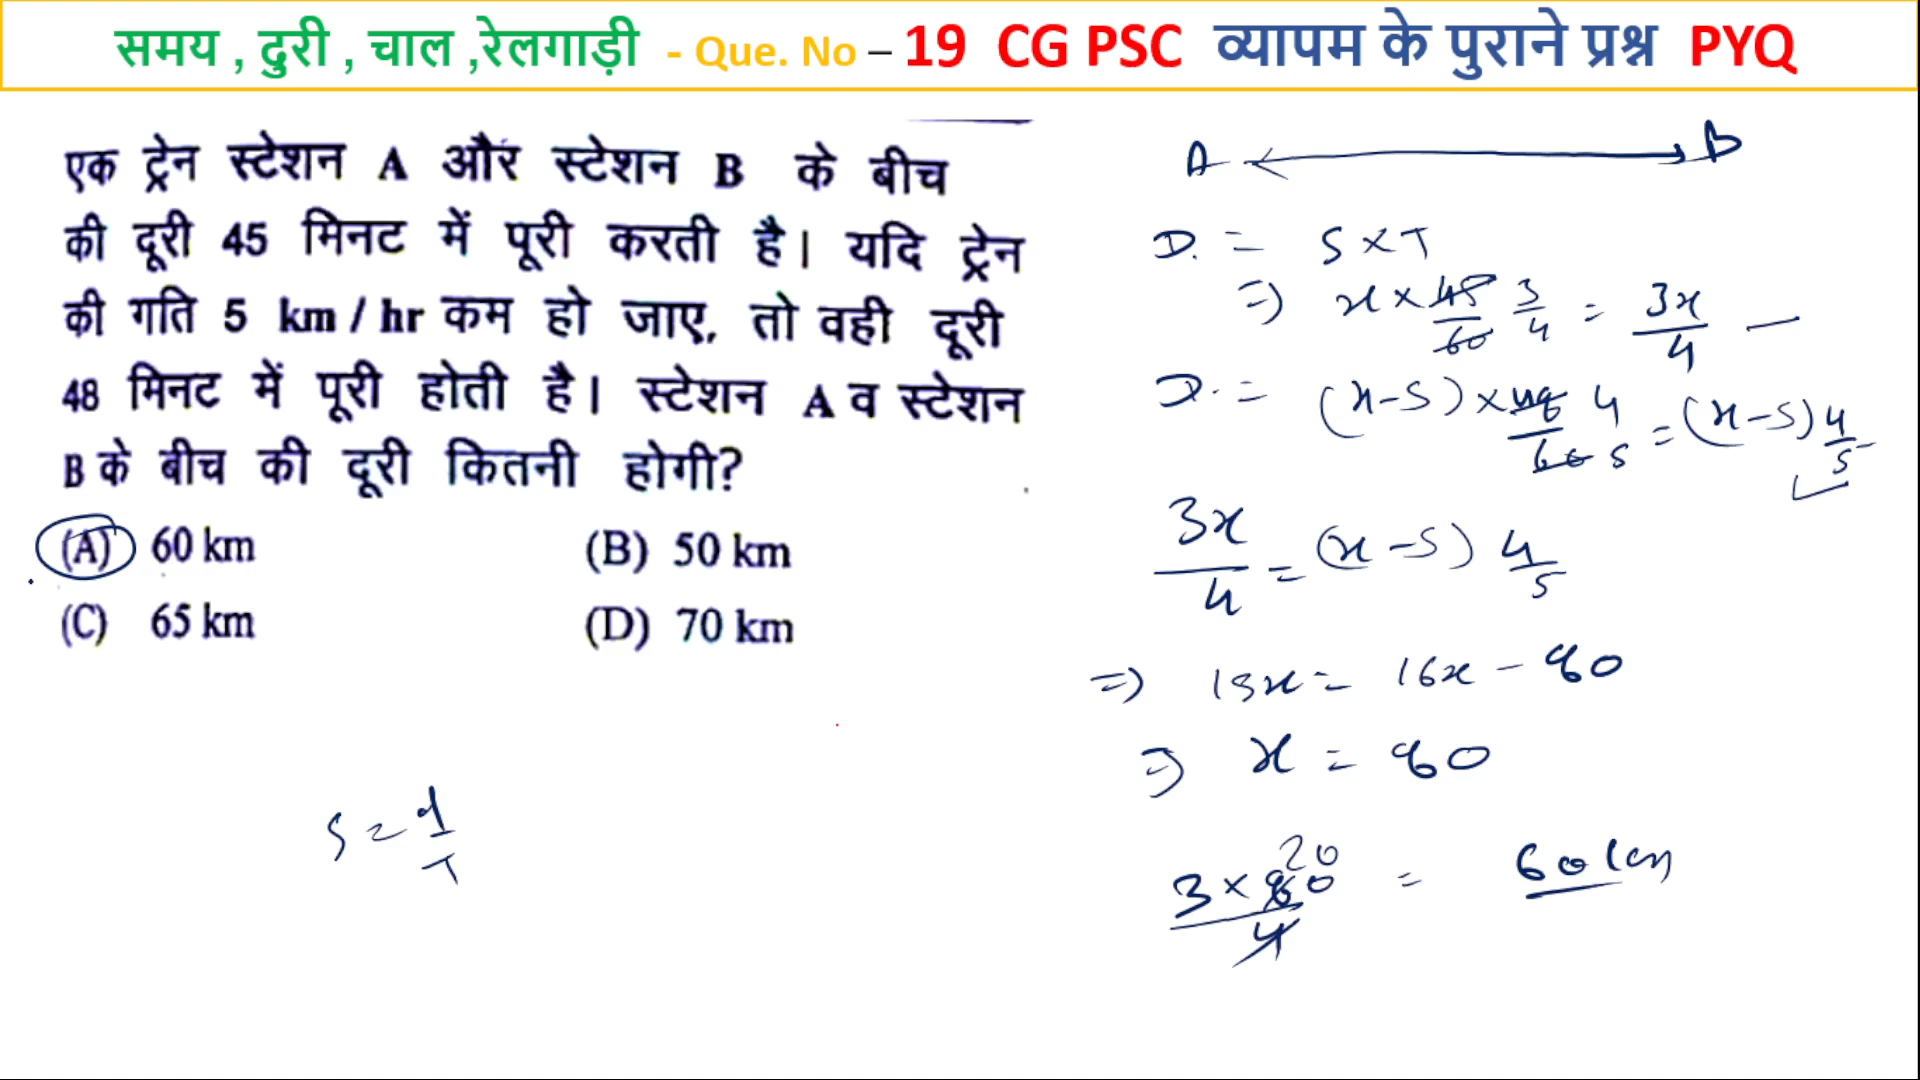 समय , दुरी , चाल ,रेलगाड़ी - Que. No – 19 CG PSC व्यापम के पुराने प्रश्न PYQ
एक ट्रेन स्टेशन A और स्टेशन B के बीच
की दूरी 45 मिनट में पूरी करती है। यदि ट्रेन
की गति 5 km / hr कम हो जाए, तो वही दूरी
48 मिनट में पूरी होती है। स्टेशन A व स्टेशन
B के बीच की दूरी कितनी होगी?
(A) 60 km (B) 50 km
(C) 65 km (D) 70 km
S = 1/T
A B
D. = S × T
⇒ x × 45/60 3/4 = 3x/4 —
D. = (x-5) × 48/60 4/5 = (x-5) 4/5
3x/4 = (x-5) 4/5
⇒ 15x = 16x - 80
⇒ x = 80
3 × 80/4 20 = 60 km